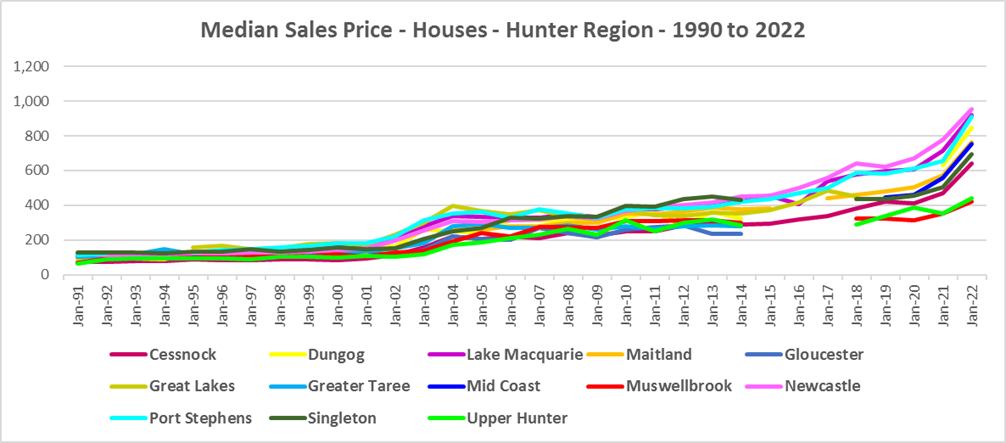 Median Sales Price - Houses - Hunter Region - 1990 to 2022
1,200
1,000
800
600
400
200
0
Jan-91 Jan-92 Jan-93 Jan-94 Jan-95 Jan-96 Jan-97 Jan-98 Jan-99 Jan-00 Jan-01 Jan-02 Jan-03 Jan-04 Jan-05 Jan-06 Jan-07 Jan-08 Jan-09 Jan-10 Jan-11 Jan-12 Jan-13 Jan-14 Jan-15 Jan-16 Jan-17 Jan-18 Jan-19 Jan-20 Jan-21 Jan-22
Cessnock Dungog Lake Macquarie Maitland Gloucester
Great Lakes Greater Taree Mid Coast Muswellbrook Newcastle
Port Stephens Singleton Upper Hunter